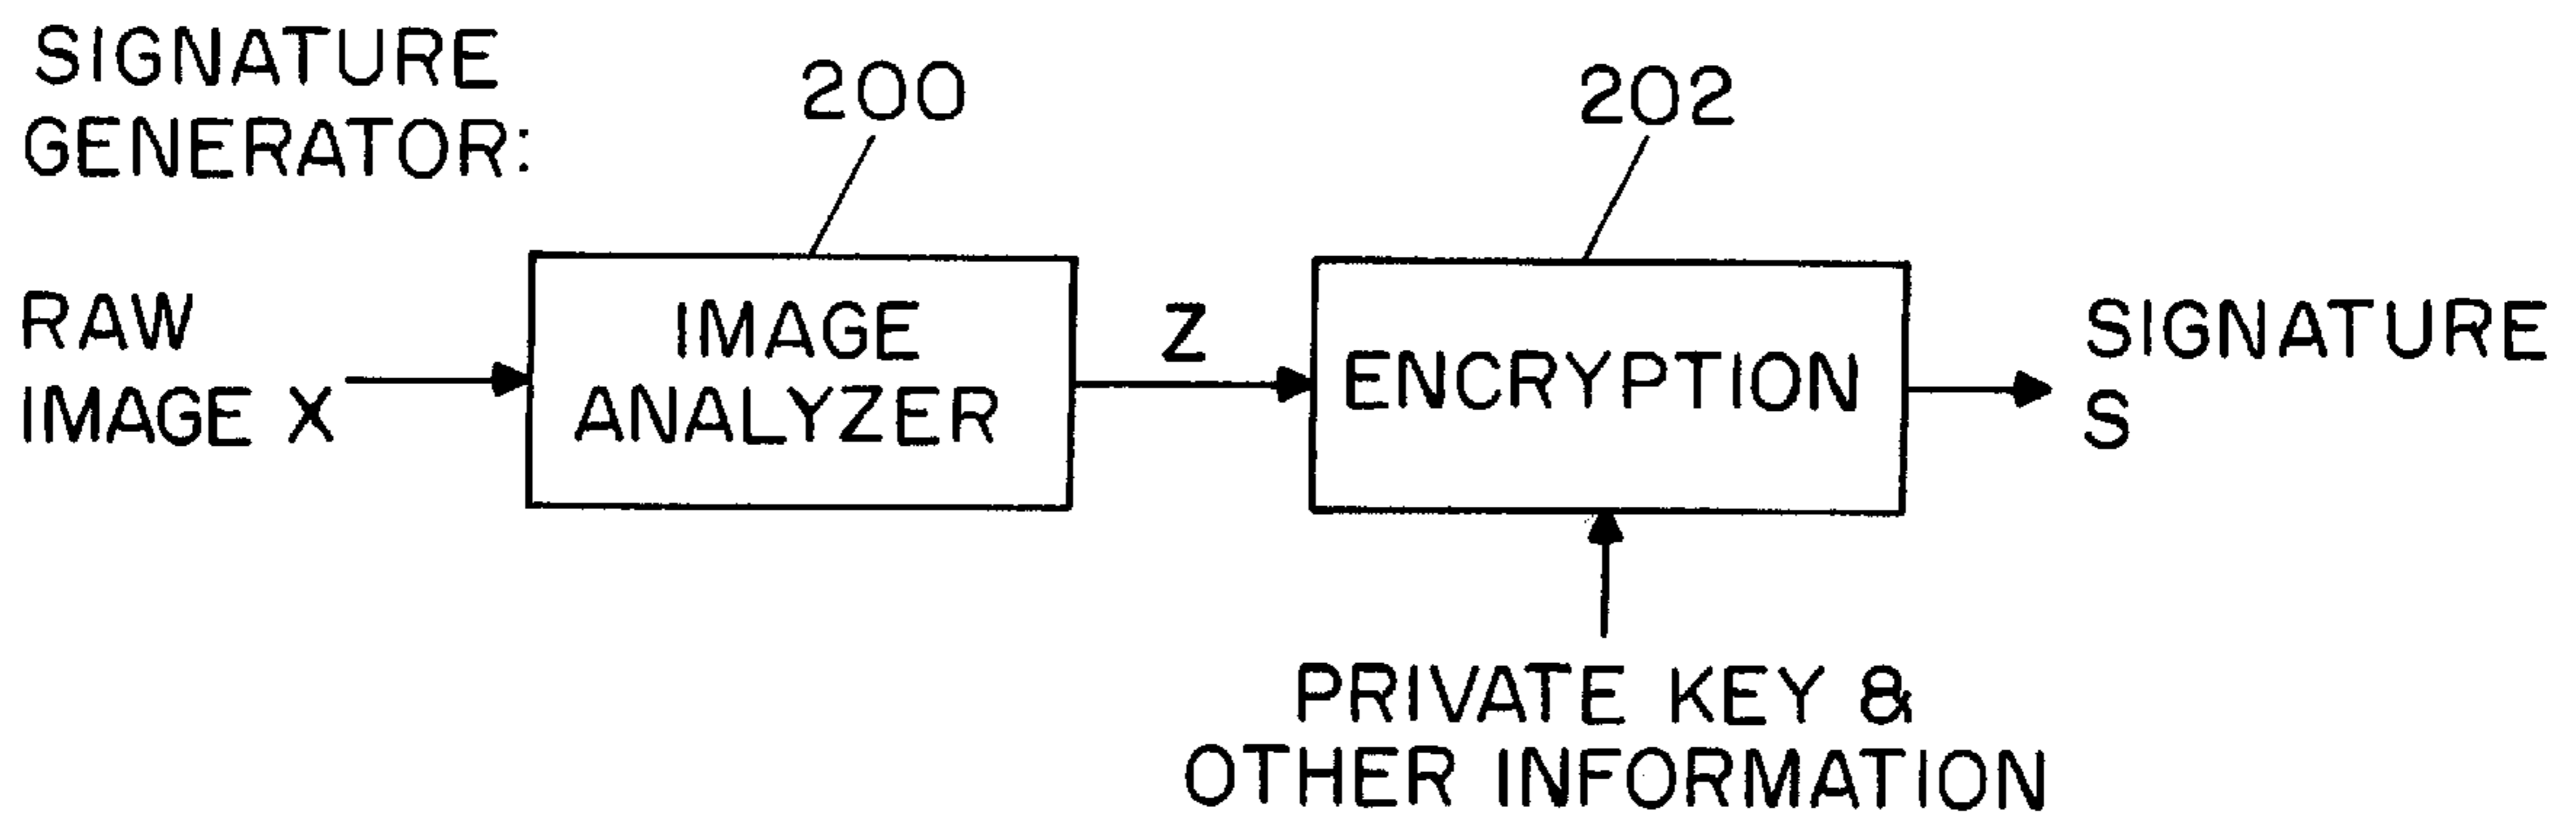 SIGNATURE
GENERATOR:
200
202
RAW
IMAGE X
IMAGE
ANALYZER
Z
ENCRYPTION
SIGNATURE
S
PRIVATE KEY &
OTHER INFORMATION